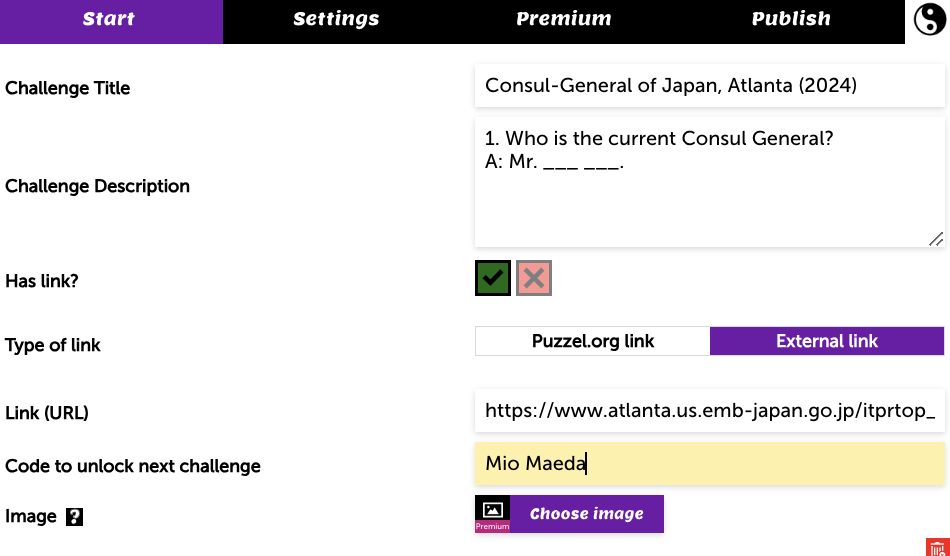 Start Settings Premium Publish
Challenge Title
Consul-General of Japan, Atlanta (2024)
Challenge Description
1. Who is the current Consul General?
A: Mr. ___ ___.
Has link?
Type of link
Puzzel.org link External link
Link (URL)
https://www.atlanta.us.emb-japan.go.jp/itprtop_
Code to unlock next challenge
Mio Maeda
Image ?
Premium
Choose image